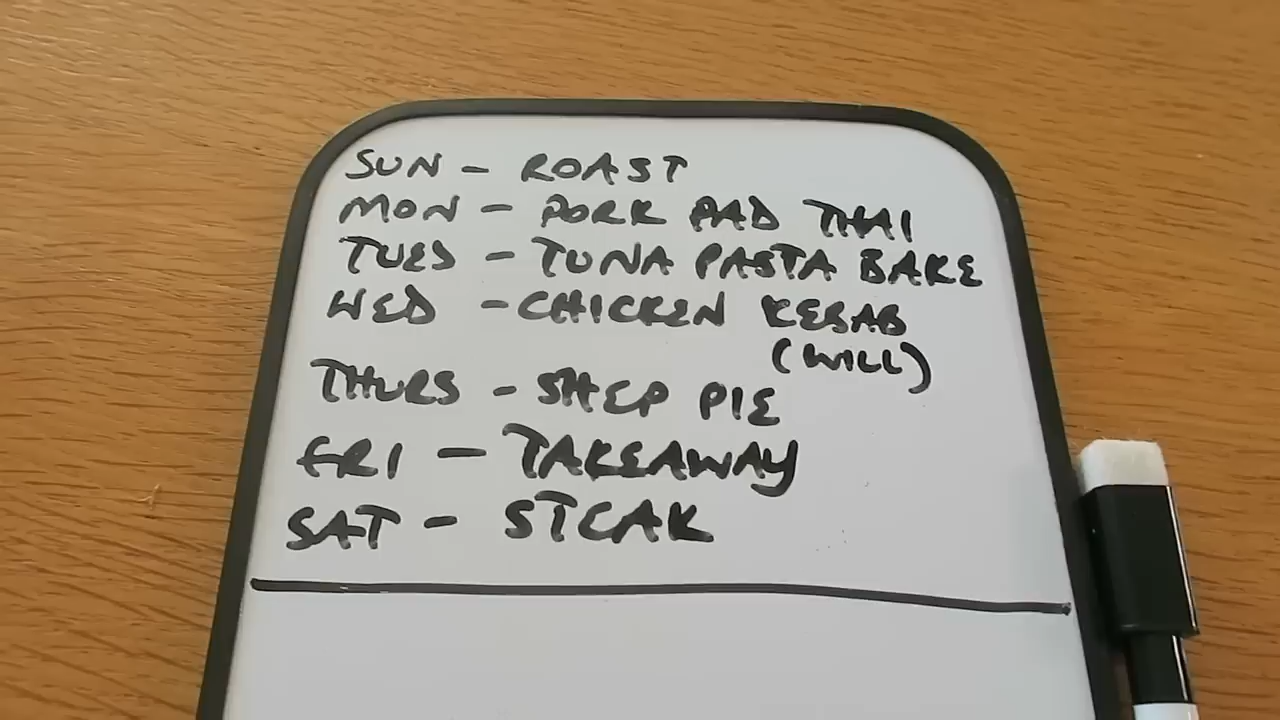 SUN - ROAST
MON - PORK PAD THAI
TUES - TUNA PASTA BAKE
WED - CHICKEN KEBAB
(WILL)
THURS - SHEP PIE
FRI - TAKEAWAY
SAT - STEAK